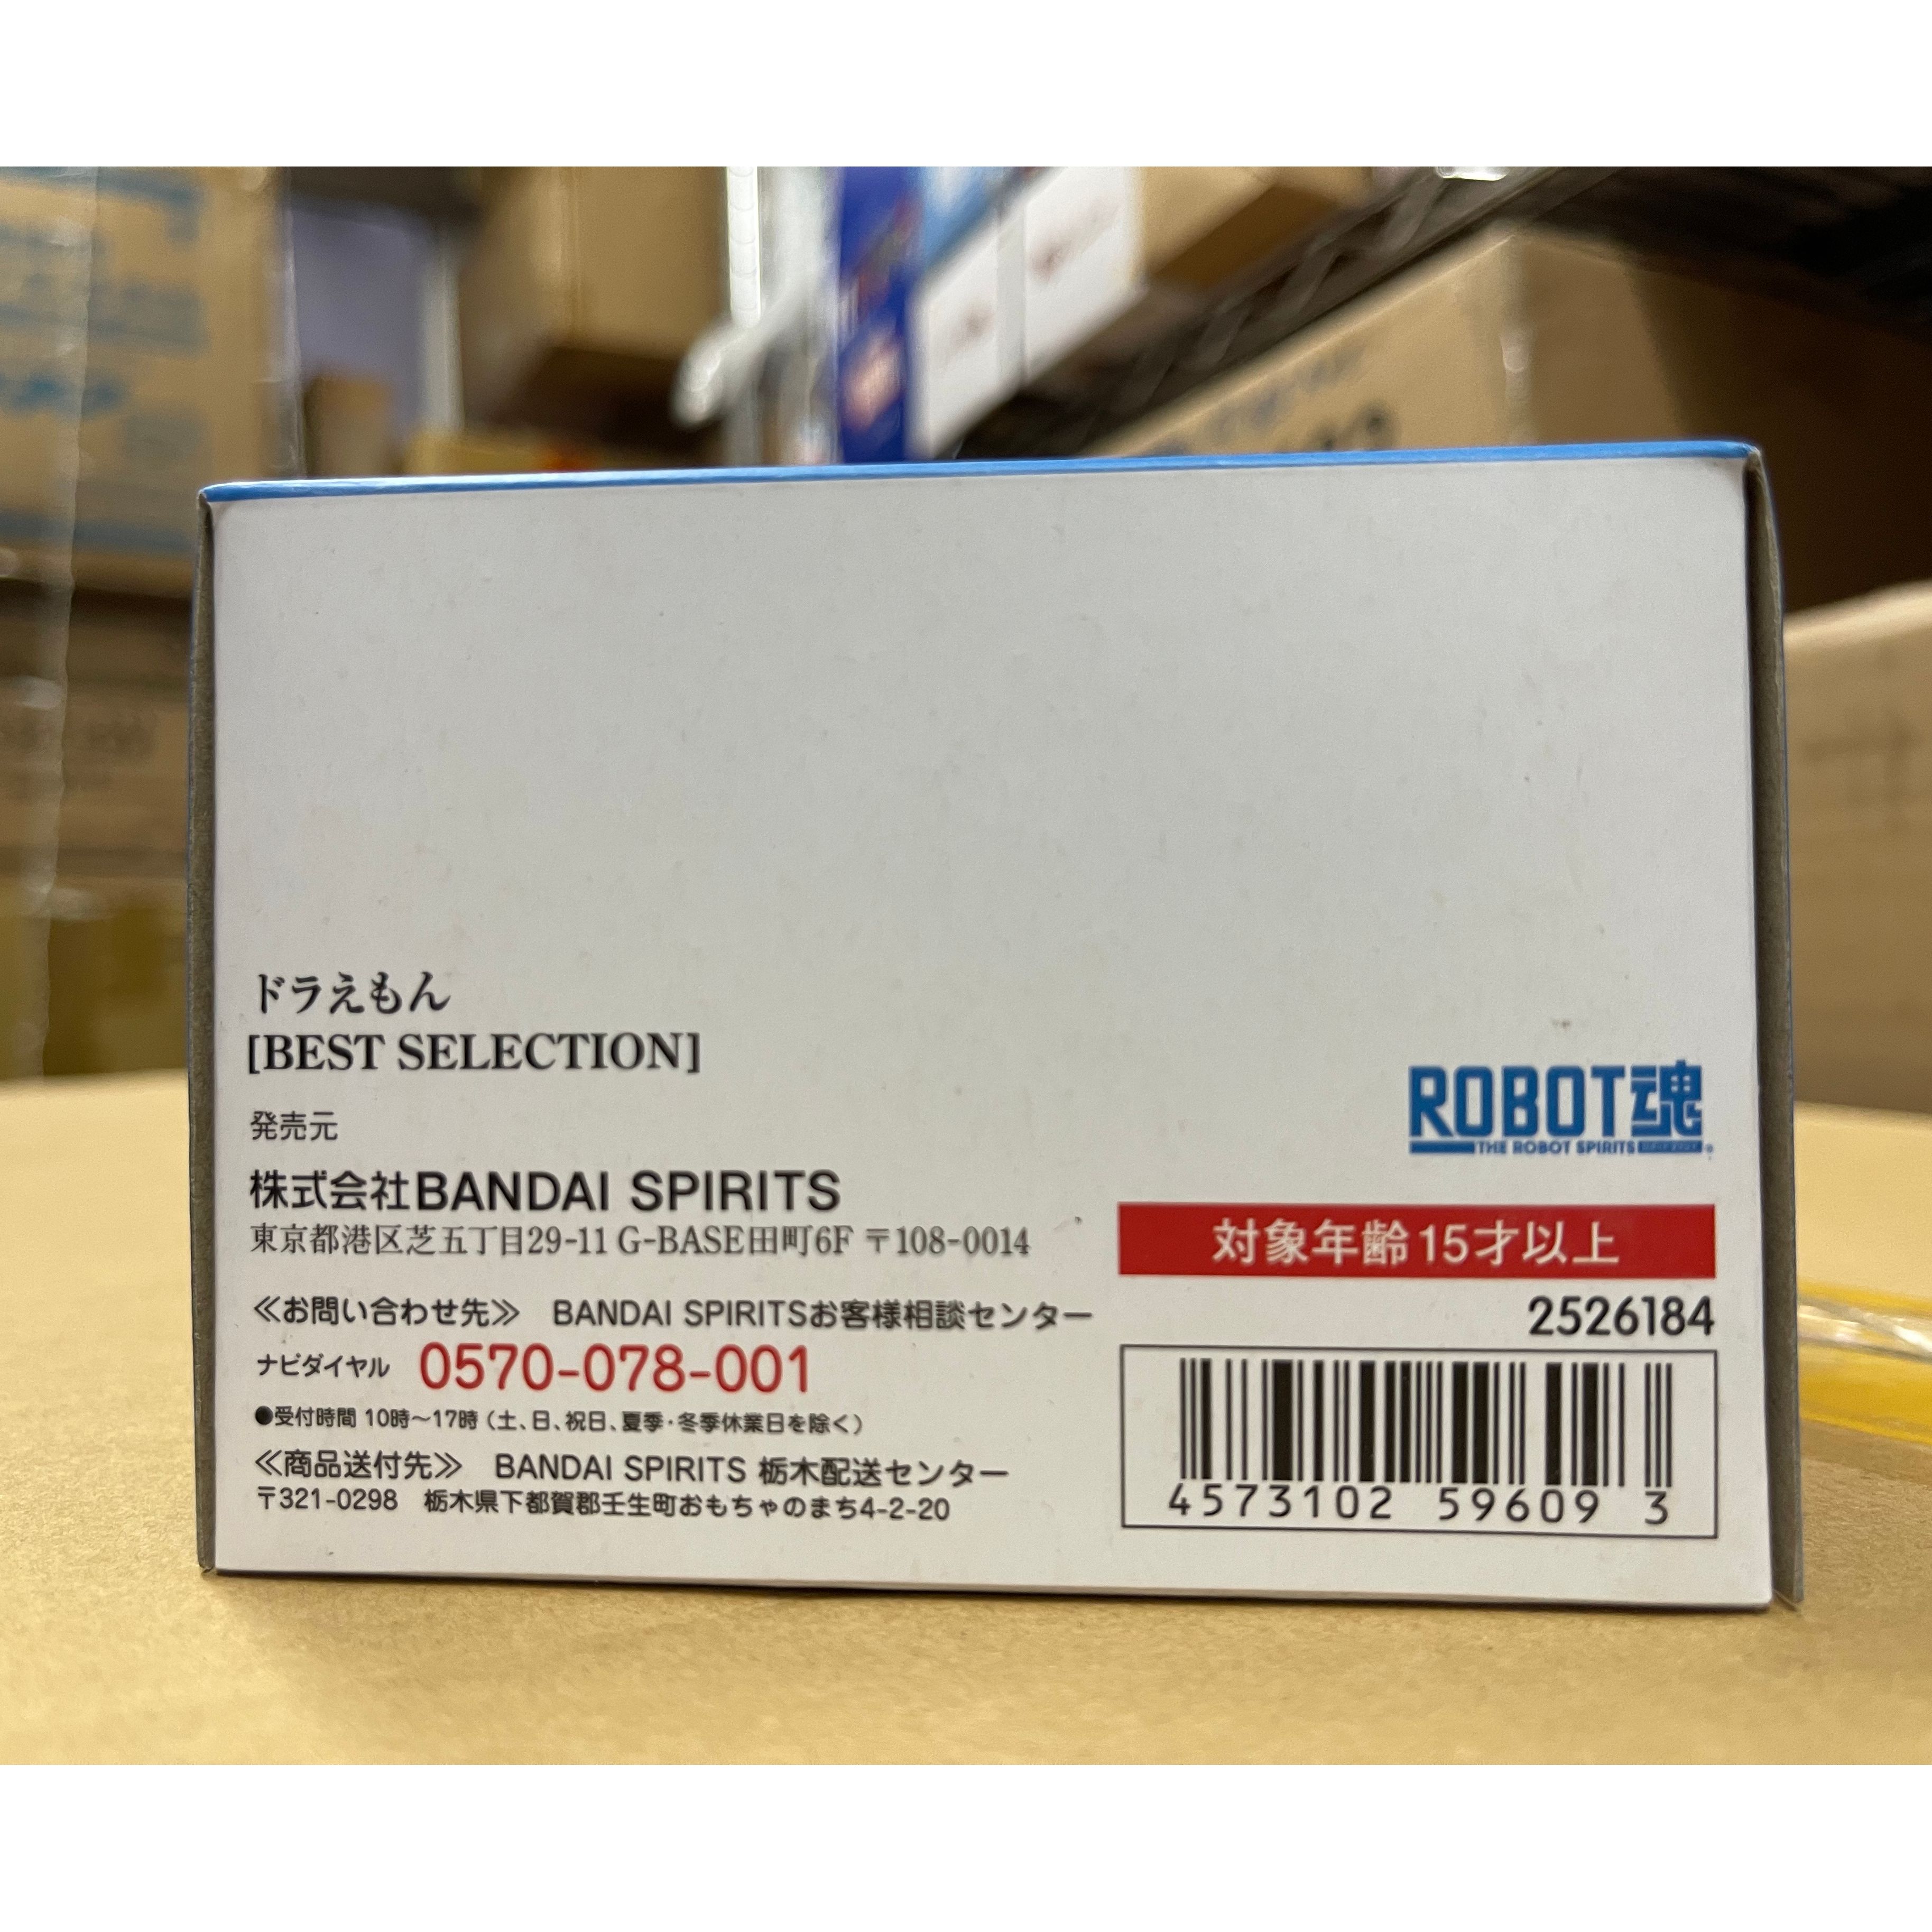 ドラえもん
[BEST SELECTION]
発売元
株式会社BANDAI SPIRITS
東京都港区芝五丁目29-11 G-BASE田町6F 〒108-0014
≪お問い合わせ先≫ BANDAI SPIRITSお客様相談センター
ナビダイヤル 0570-078-001
●受付時間 10時～17時（土、日、祝日、夏季・冬季休業日を除く）
≪商品送付先≫ BANDAI SPIRITS 栃木配送センター
〒321-0298 栃木県下都賀郡壬生町おもちゃのまち4-2-20
ROBOT魂
THE ROBOT SPIRITS
対象年齢15才以上
2526184
4573102 59609 3